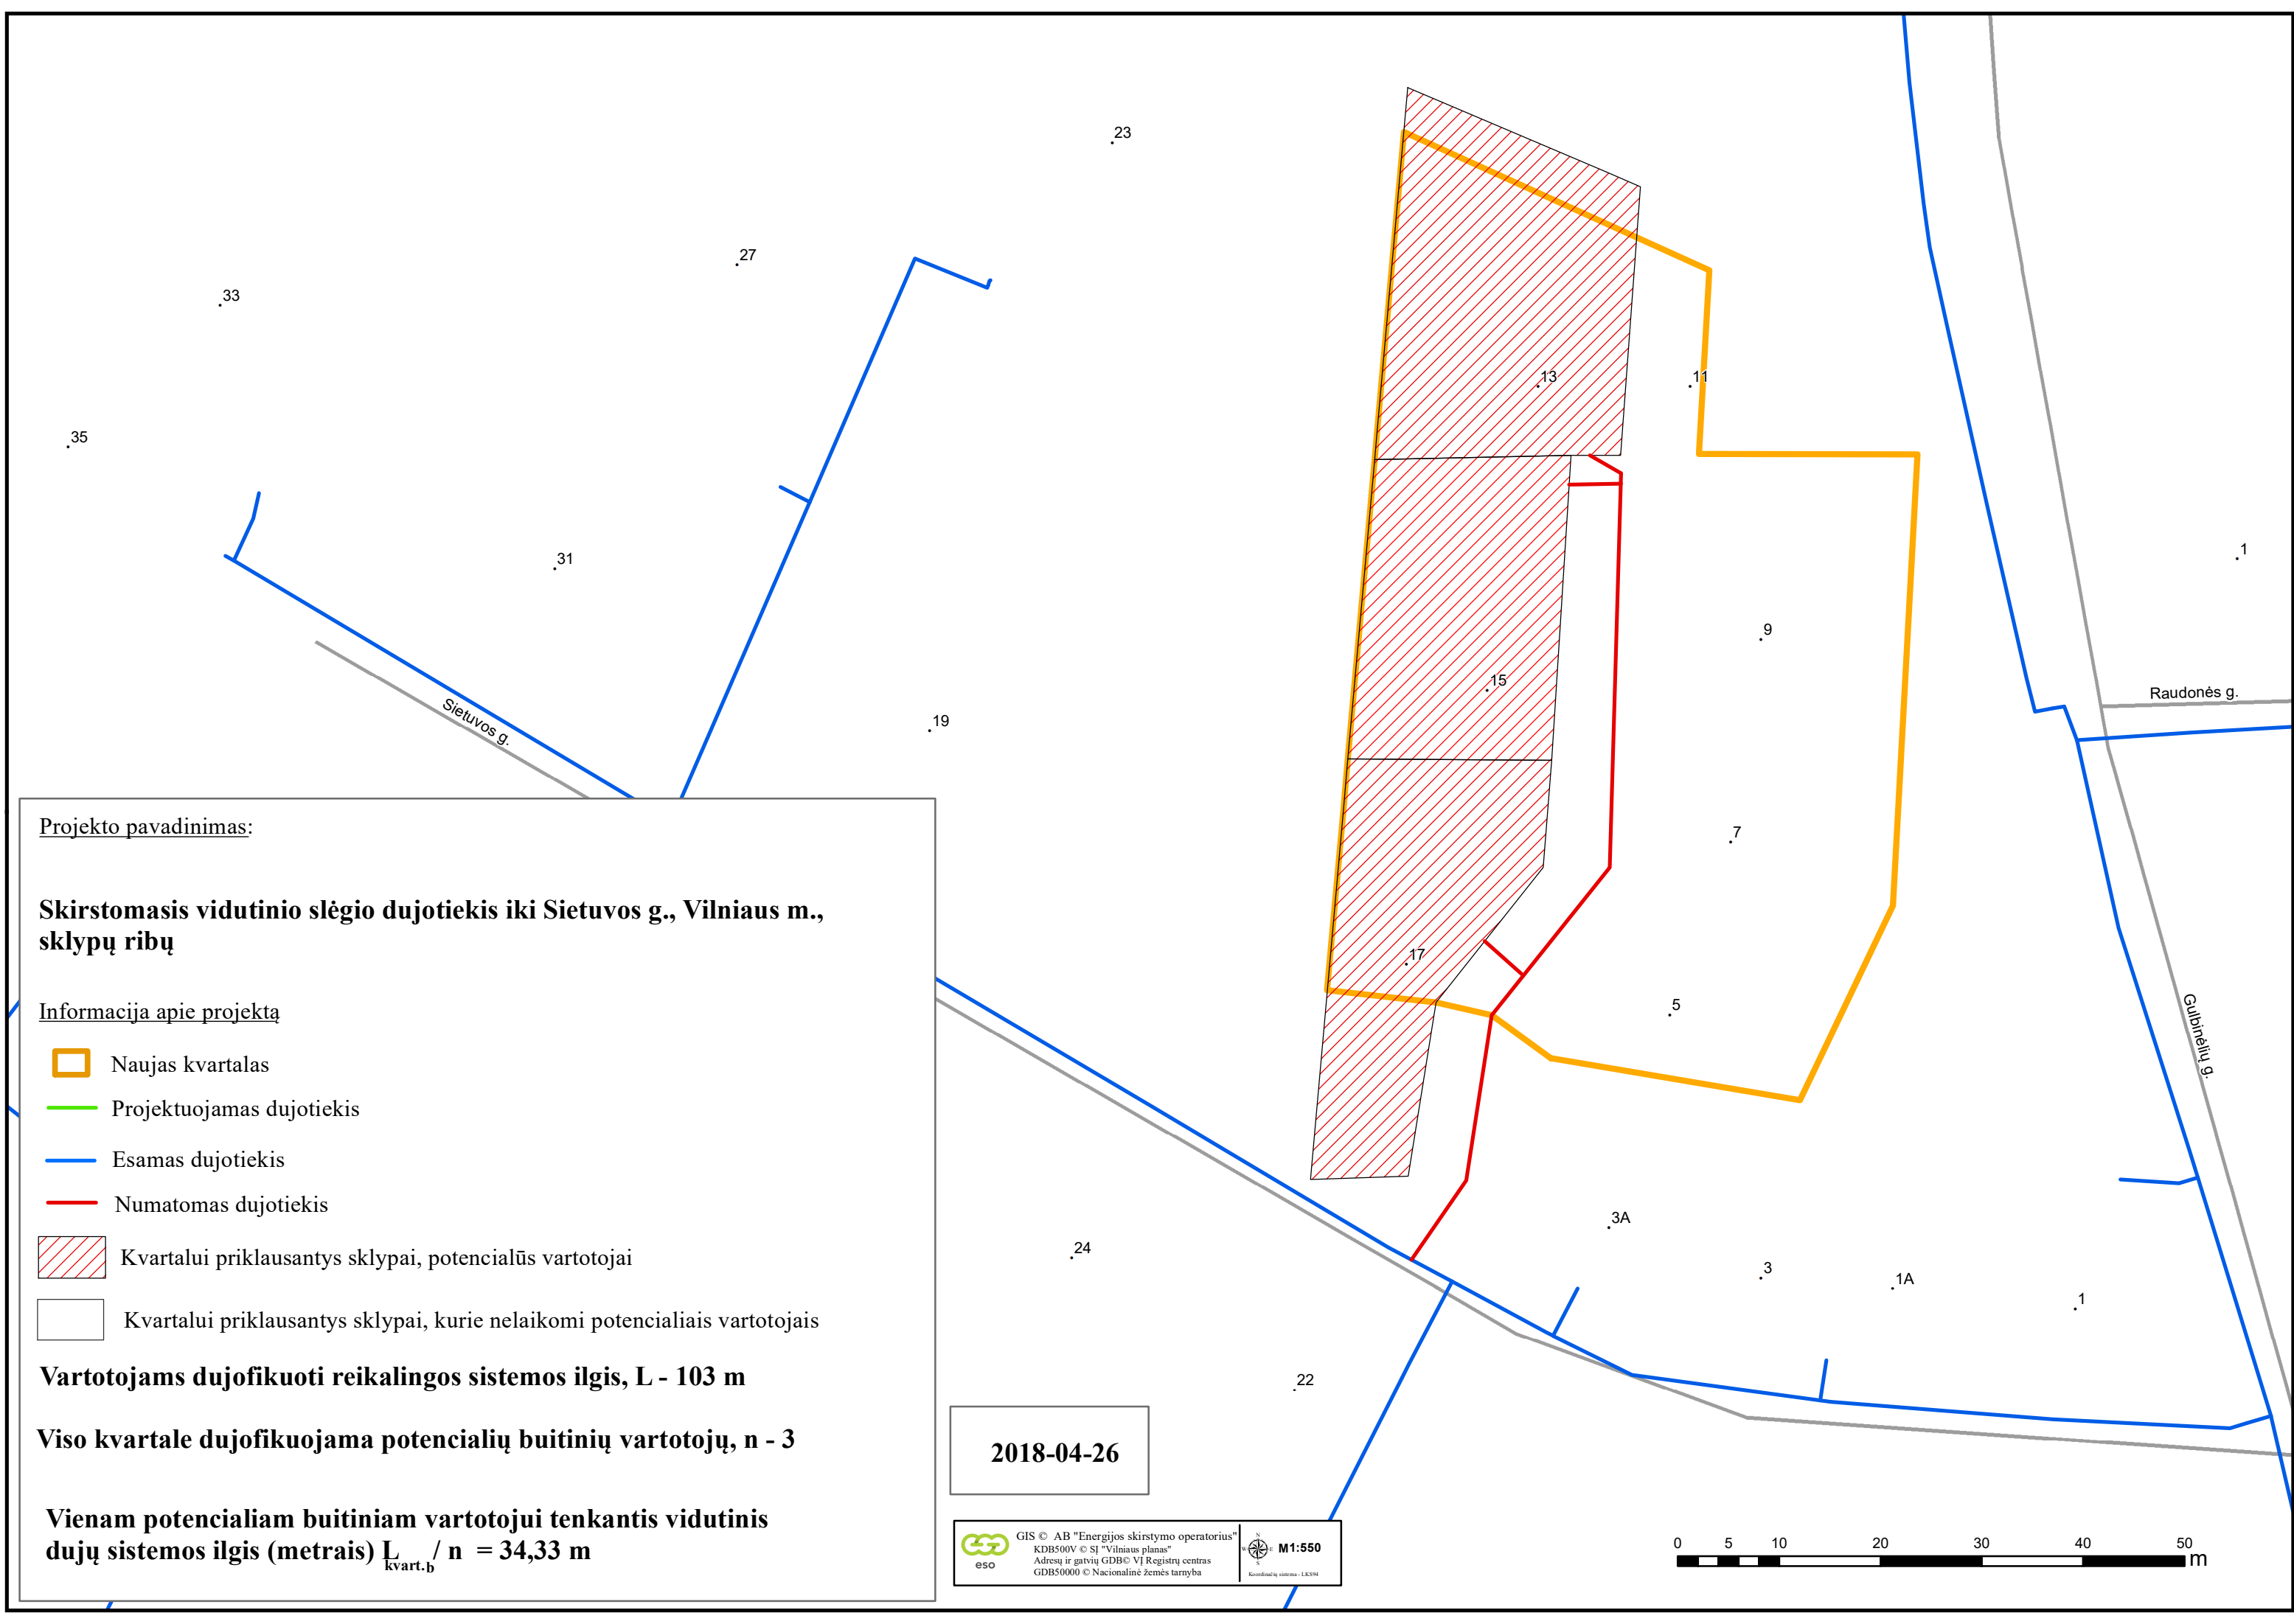 23
27
33
13
11
35
31
1
9
15
Raudonės g.
Sietuvos g.
19
7
Projekto pavadinimas:
Skirstomasis vidutinio slėgio dujotiekis iki Sietuvos g., Vilniaus m.,
sklypų ribų
17
5
Gulbinėlių g.
Informacija apie projektą
Naujas kvartalas
Projektuojamas dujotiekis
Esamas dujotiekis
Numatomas dujotiekis
Kvartalui priklausantys sklypai, potencialūs vartotojai
Kvartalui priklausantys sklypai, kurie nelaikomi potencialiais vartotojais
24
3A
3
1A
1
22
Vartotojams dujofikuoti reikalingos sistemos ilgis, L - 103 m
Viso kvartale dujofikuojama potencialių buitinių vartotojų, n - 3
Vienam potencialiam buitiniam vartotojui tenkantis vidutinis
dujų sistemos ilgis (metrais) L kvart.b / n = 34,33 m
2018-04-26
eso
GIS © AB "Energijos skirstymo operatorius"
KDB500V © SĮ "Vilniaus planas"
Adresų ir gatvių GDB© VĮ Registrų centras
GDB50000 © Nacionalinė žemės tarnyba
N
W E
S
M1:550
Koordinačių sistema - LKS94
0 5 10 20 30 40 50
m